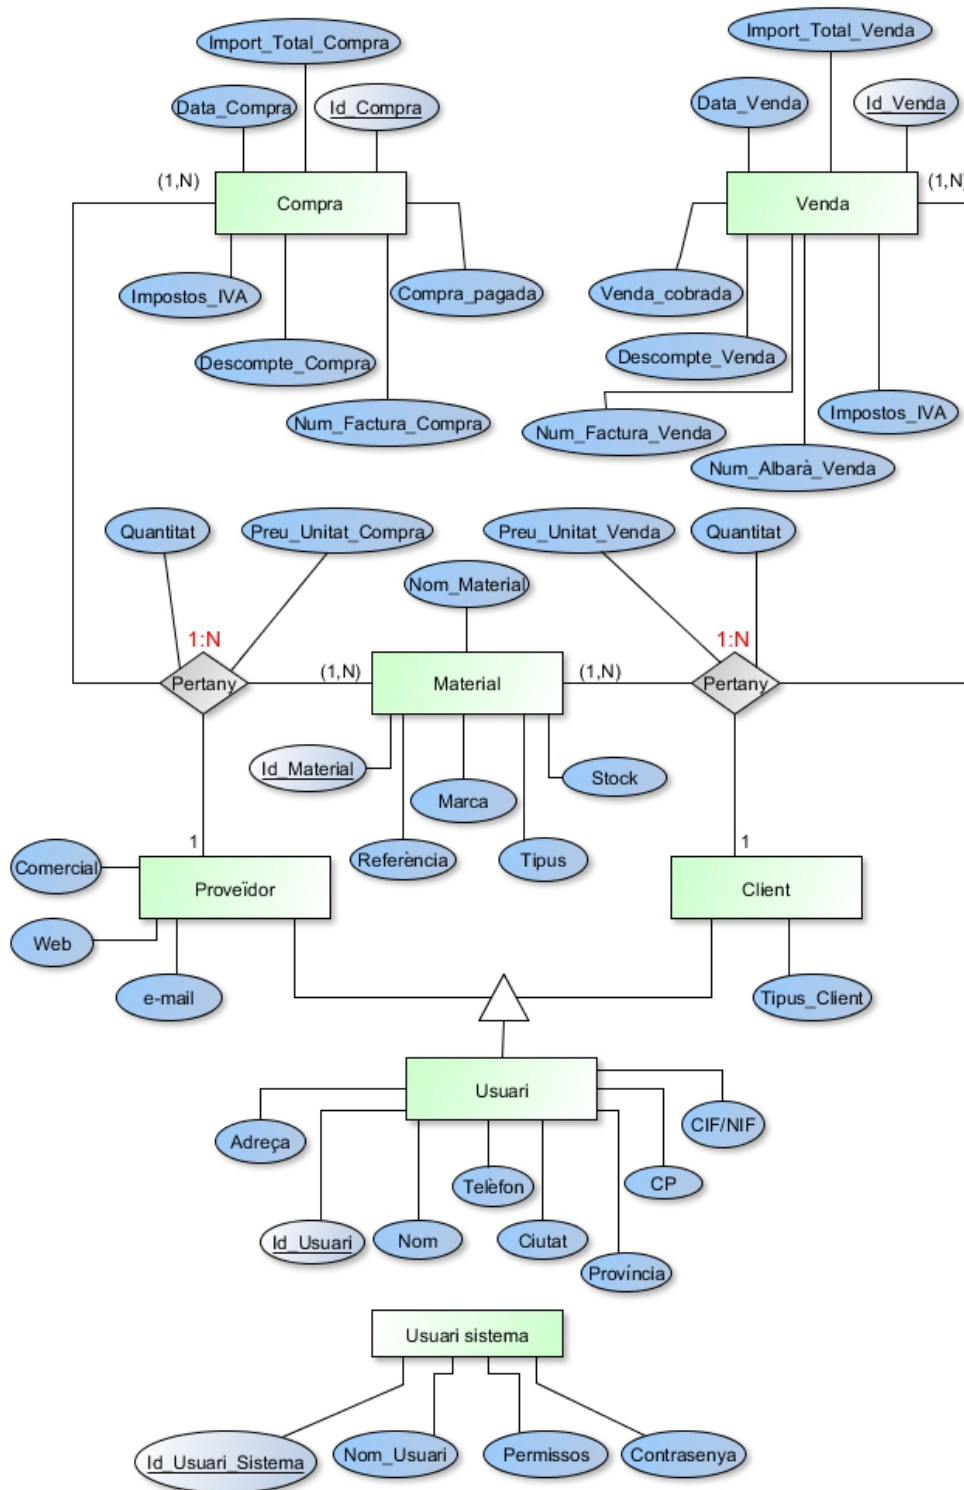 Import_Total_Compra
Import_Total_Venda
Data_Compra
Id_Compra
Data_Venda
Id_Venda
(1,N)
Compra
Venda
(1,N)
Impostos_IVA
Compra_pagada
Venda_cobrada
Descompte_Compra
Descompte_Venda
Num_Factura_Compra
Impostos_IVA
Num_Factura_Venda
Num_Albarà_Venda
Quantitat
Preu_Unitat_Compra
Preu_Unitat_Venda
Quantitat
Nom_Material
1:N
1:N
Pertany
(1,N)
Material
(1,N)
Pertany
Id_Material
Stock
Marca
Referència
Tipus
1
1
Comercial
Proveïdor
Client
Web
e-mail
Tipus_Client
Usuari
CIF/NIF
Adreça
CP
Telèfon
Id_Usuari
Nom
Ciutat
Província
Usuari sistema
Id_Usuari_Sistema
Nom_Usuari
Permissos
Contrasenya